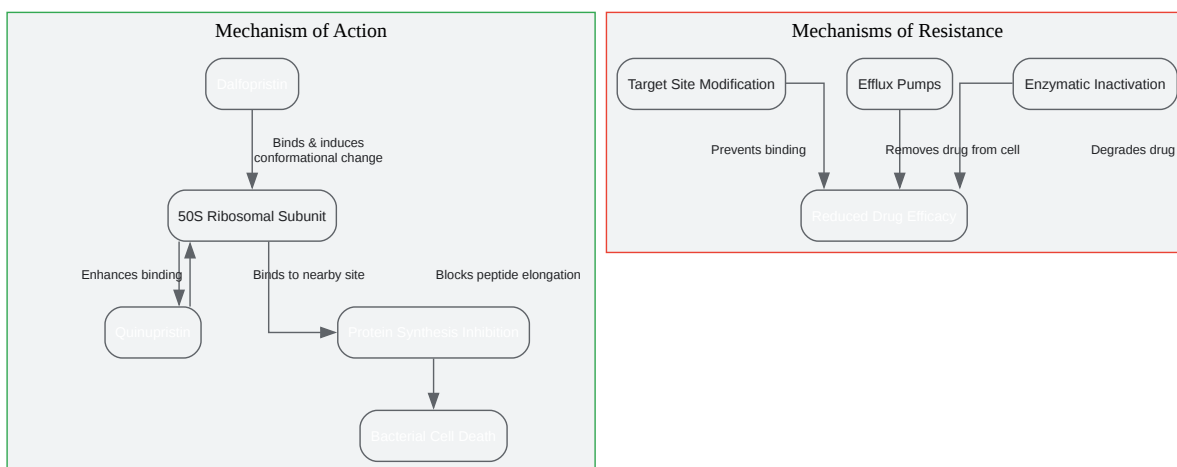 Mechanism of Action
Dalfopristin
Binds & induces
conformational change
50S Ribosomal Subunit
Enhances binding
Binds to nearby site
Blocks peptide elongation
Quinupristin
Protein Synthesis Inhibition
Bacterial Cell Death
Mechanisms of Resistance
Target Site Modification
Efflux Pumps
Enzymatic Inactivation
Prevents binding
Removes drug from cell
Degrades drug
Reduced Drug Efficacy